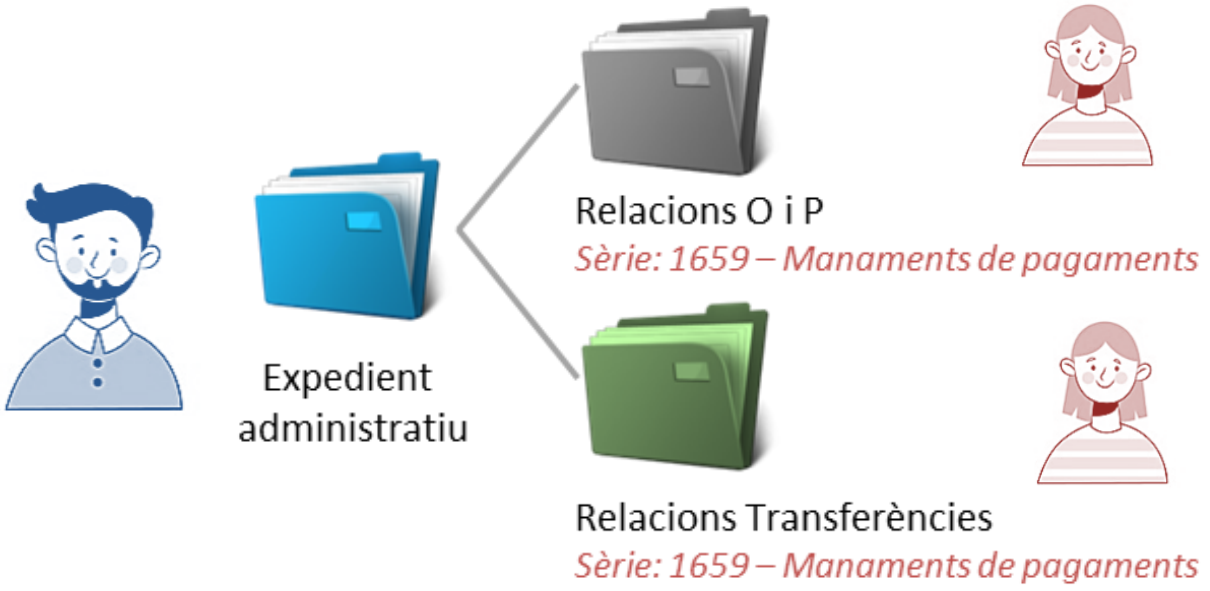 Relacions O i P
Sèrie: 1659 – Manaments de pagaments
Expedient
administratiu
Relacions Transferències
Sèrie: 1659 – Manaments de pagaments